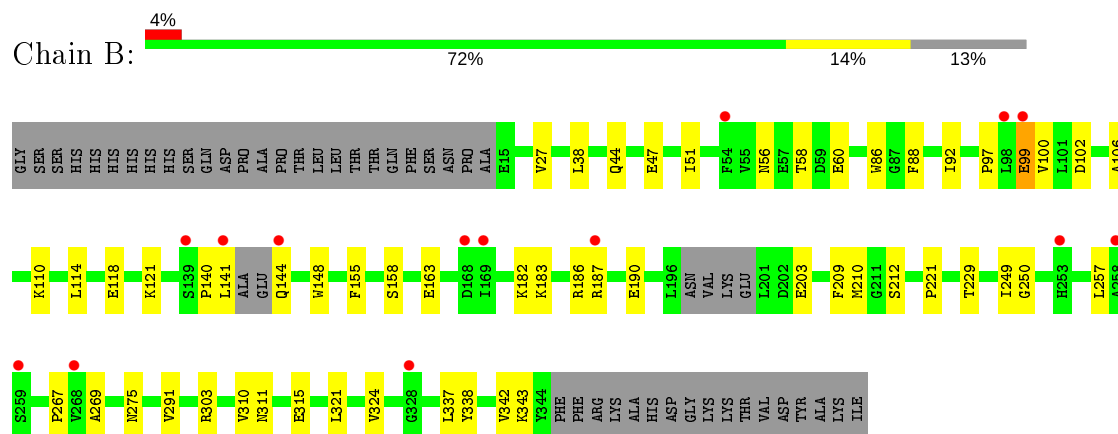 4%
Chain B:
72% 14% 13%
GLY SER SER HIS HIS HIS HIS HIS HIS SER GLN ASP PRO ALA PRO THR LEU LEU THR THR GLN PHE SER ASN PRO ALA E15 V27 L38 Q44 E47 I51 F54 V55 N56 E57 T58 D59 E60 W86 G87 F88 I92 P97 L98 E99 V100 L101 D102 A106
K110 L114 E118 K121 S139 P140 L141 ALA GLU Q144 W148 F155 S158 E163 D168 I169 K182 K183 R186 R187 E190 L196 ASN VAL LYS GLU L201 D202 E203 F209 M210 G211 S212 P221 T229 I249 G250 H253 L257 A258
S259 P267 V268 A269 N275 V291 R303 V310 N311 E315 L321 V324 G328 L337 Y338 V342 K343 Y344 PHE PHE ARG LYS ALA HIS ASP GLY LYS LYS THR VAL ASP TYR ALA LYS ILE